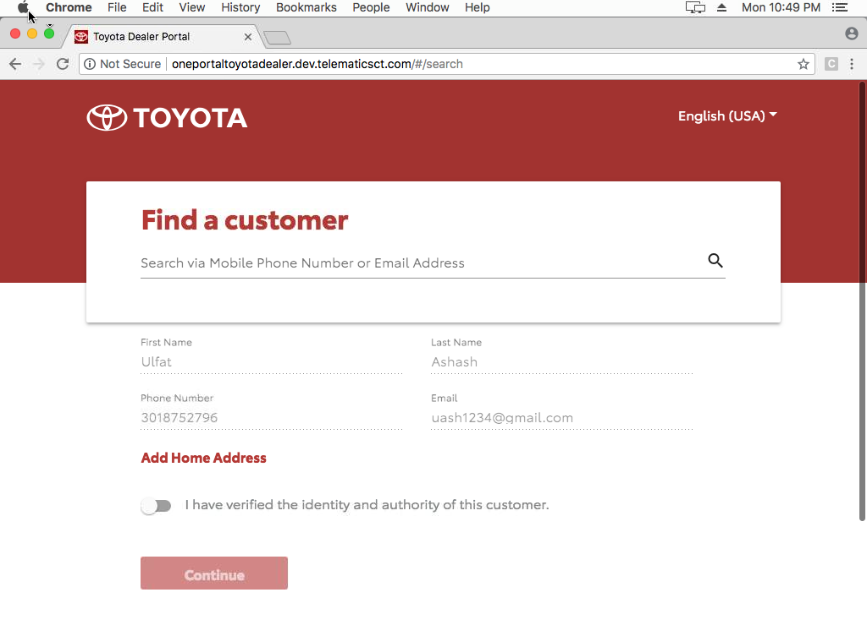 Chrome File Edit View History Bookmarks People Window Help Mon 10:49 PM
Toyota Dealer Portal
Not Secure oneportaltoyotadealer.dev.telematicsct.com/#/search
C
TOYOTA
English (USA)
Find a customer
Search via Mobile Phone Number or Email Address
First Name Last Name
Ulfat Ashash
Phone Number Email
3018752796 uash1234@gmail.com
Add Home Address
I have verified the identity and authority of this customer.
Continue